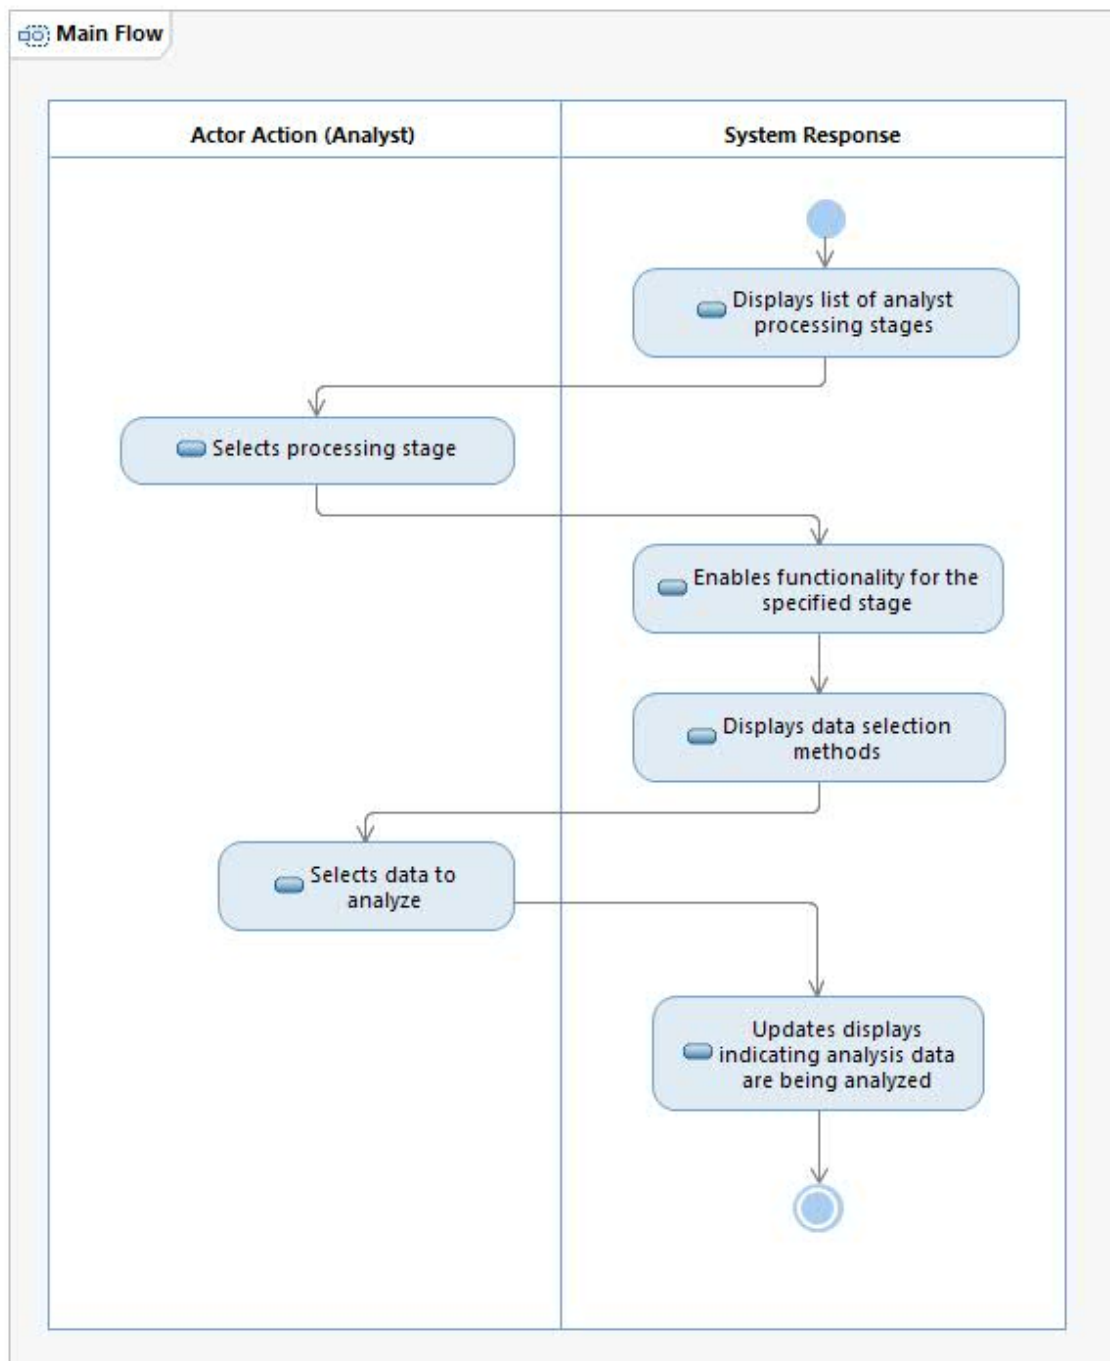 Main Flow
Actor Action (Analyst)
System Response
Displays list of analyst
processing stages
Selects processing stage
Enables functionality for the
specified stage
Displays data selection
methods
Selects data to
analyze
Updates displays
indicating analysis data
are being analyzed